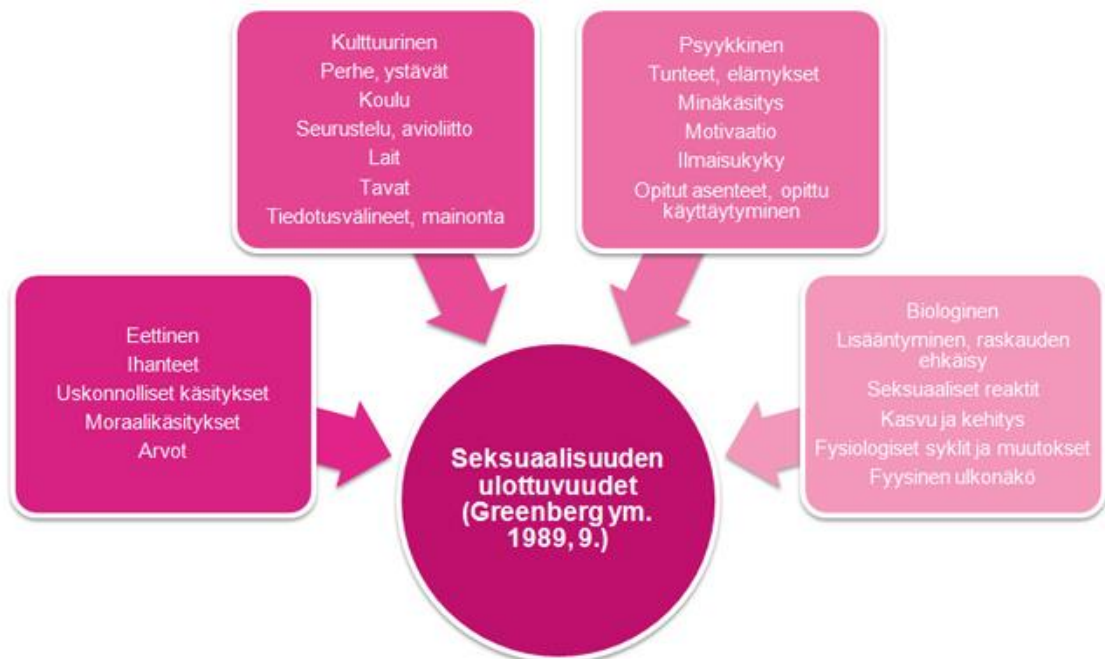 Kulttuurinen
Perhe, ystävät
Koulu
Seurustelu, avioliitto
Lait
Tavat
Tiedotusvälineet, mainonta
Psyykkinen
Tunteet, elämykset
Minäkäsitys
Motivaatio
Ilmaisukyky
Opitut asenteet, opittu
käyttäytyminen
Eettinen
Ihanteet
Uskonnolliset käsitykset
Moraalikäsitykset
Arvot
Biologinen
Lisääntyminen, raskauden
ehkäisy
Seksuaaliset reaktit
Kasvu ja kehitys
Fysiologiset syklit ja muutokset
Fyysinen ulkonäkö
Seksuaalisuuden
ulottuvuudet
(Greenberg ym.
1989, 9.)